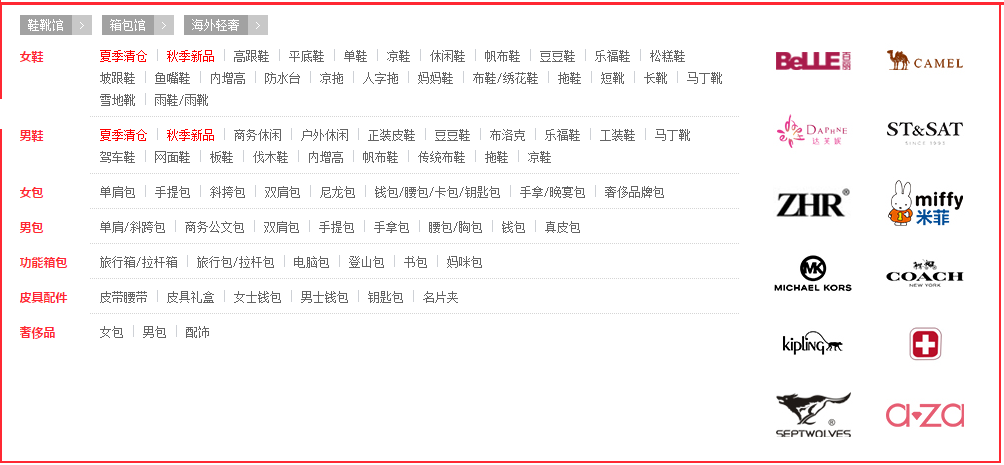 鞋靴馆 > 箱包馆 > 海外轻奢 >
女鞋 夏季清仓 秋季新品 高跟鞋 平底鞋 单鞋 凉鞋 休闲鞋 帆布鞋 豆豆鞋 乐福鞋 松糕鞋
坡跟鞋 鱼嘴鞋 内增高 防水台 凉拖 人字拖 妈妈鞋 布鞋/绣花鞋 拖鞋 短靴 长靴 马丁靴
雪地靴 雨鞋/雨靴
男鞋 夏季清仓 秋季新品 商务休闲 户外休闲 正装皮鞋 豆豆鞋 布洛克 乐福鞋 工装鞋 马丁靴
驾车鞋 网面鞋 板鞋 伐木鞋 内增高 帆布鞋 传统布鞋 拖鞋 凉鞋
女包 单肩包 手提包 斜挎包 双肩包 尼龙包 钱包/腰包/卡包/钥匙包 手拿/晚宴包 奢侈品牌包
男包 单肩/斜跨包 商务公文包 双肩包 手提包 手拿包 腰包/胸包 钱包 真皮包
功能箱包 旅行箱/拉杆箱 旅行包/拉杆包 电脑包 登山包 书包 妈咪包
皮具配件 皮带腰带 皮具礼盒 女士钱包 男士钱包 钥匙包 名片夹
奢侈品 女包 男包 配饰
BeLLE 百丽 CAMEL
DAPHNE 达芙妮 ST&SAT SINCE 1993
ZHR® miffy 米菲
MK MICHAEL KORS COACH NEW YORK
kipling
SEPTWOLVES® aza